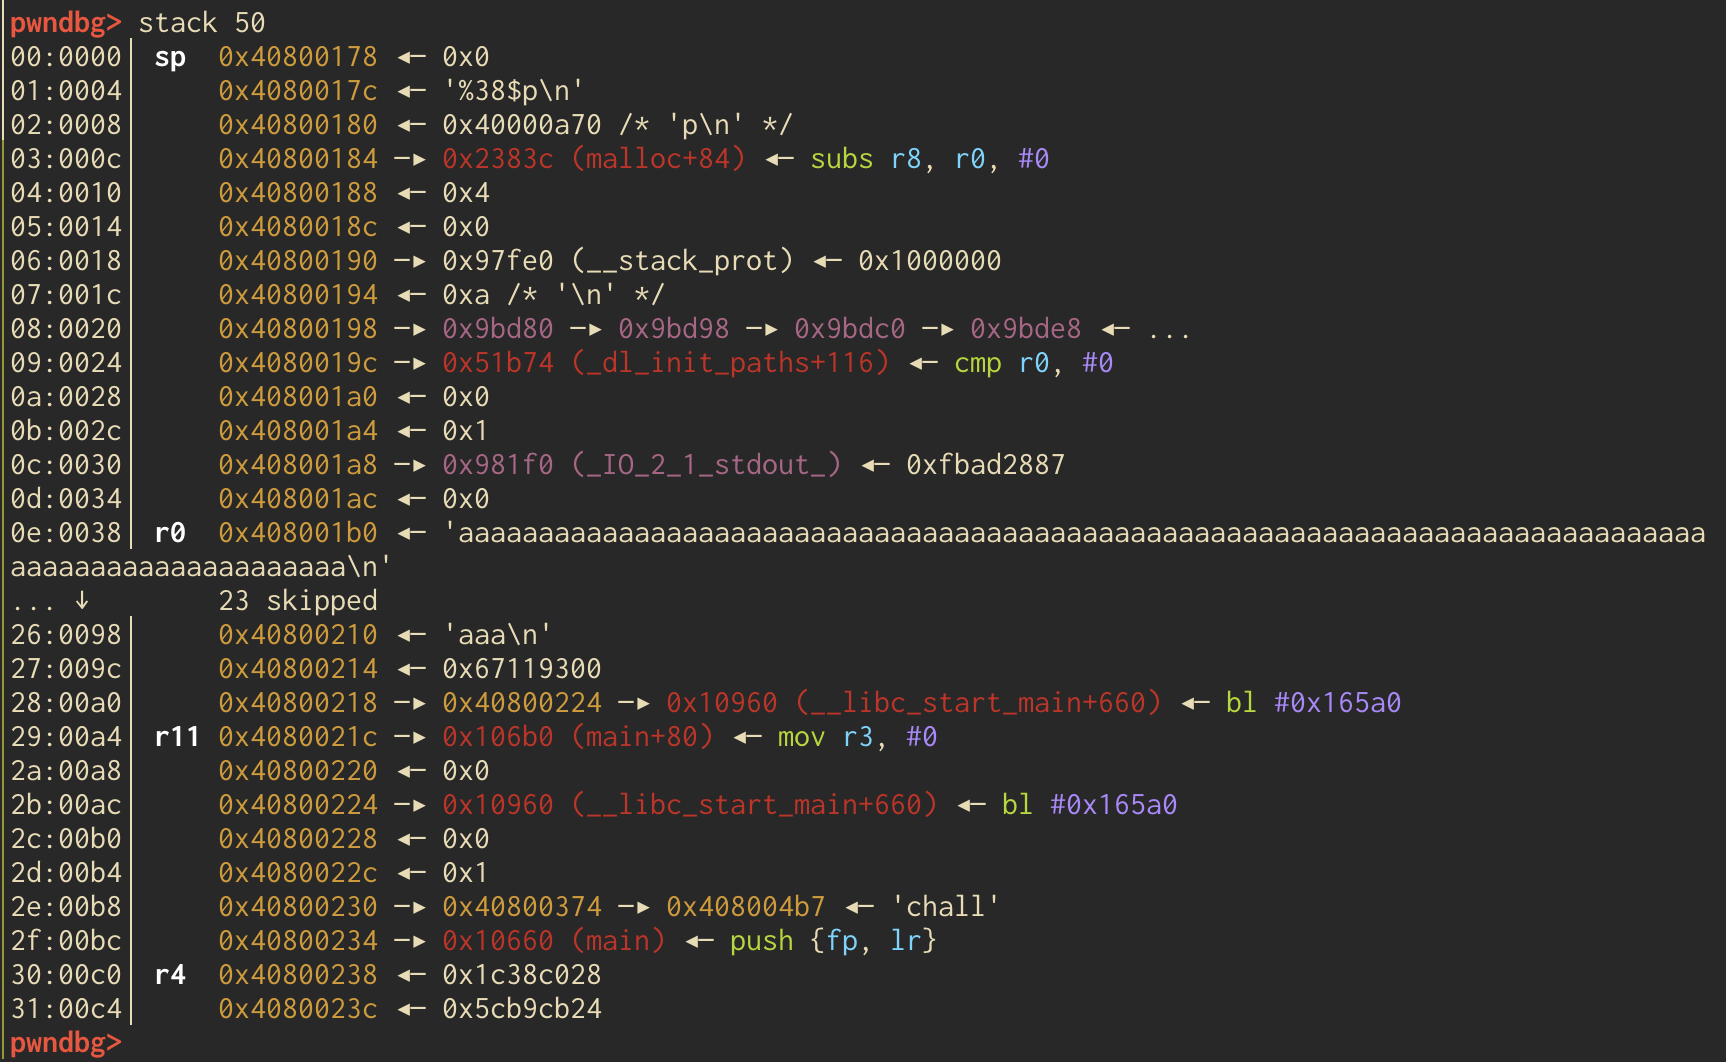 pwndbg> stack 50
00:0000│ sp 0x40800178 ◂— 0x0
01:0004│ 0x4080017c ◂— '%38$p\n'
02:0008│ 0x40800180 ◂— 0x40000a70 /* 'p\n' */
03:000c│ 0x40800184 —▸ 0x2383c (malloc+84) ◂— subs r8, r0, #0
04:0010│ 0x40800188 ◂— 0x4
05:0014│ 0x4080018c ◂— 0x0
06:0018│ 0x40800190 —▸ 0x97fe0 (__stack_prot) ◂— 0x1000000
07:001c│ 0x40800194 ◂— 0xa /* '\n' */
08:0020│ 0x40800198 —▸ 0x9bd80 —▸ 0x9bd98 —▸ 0x9bdc0 —▸ 0x9bde8 ◂— ...
09:0024│ 0x4080019c —▸ 0x51b74 (_dl_init_paths+116) ◂— cmp r0, #0
0a:0028│ 0x408001a0 ◂— 0x0
0b:002c│ 0x408001a4 ◂— 0x1
0c:0030│ 0x408001a8 —▸ 0x981f0 (_IO_2_1_stdout_) ◂— 0xfbad2887
0d:0034│ 0x408001ac ◂— 0x0
0e:0038│ r0 0x408001b0 ◂— 'aaaaaaaaaaaaaaaaaaaaaaaaaaaaaaaaaaaaaaaaaaaaaaaaaaaaaaaaaaaaaaaaaaaaaaaaaaaaaa
aaaaaaaaaaaaaaaaaaaaa\n'
... ↓ 23 skipped
26:0098│ 0x40800210 ◂— 'aaa\n'
27:009c│ 0x40800214 ◂— 0x67119300
28:00a0│ 0x40800218 —▸ 0x40800224 —▸ 0x10960 (__libc_start_main+660) ◂— bl #0x165a0
29:00a4│ r11 0x4080021c —▸ 0x106b0 (main+80) ◂— mov r3, #0
2a:00a8│ 0x40800220 ◂— 0x0
2b:00ac│ 0x40800224 —▸ 0x10960 (__libc_start_main+660) ◂— bl #0x165a0
2c:00b0│ 0x40800228 ◂— 0x0
2d:00b4│ 0x4080022c ◂— 0x1
2e:00b8│ 0x40800230 —▸ 0x40800374 —▸ 0x408004b7 ◂— 'chall'
2f:00bc│ 0x40800234 —▸ 0x10660 (main) ◂— push {fp, lr}
30:00c0│ r4 0x40800238 ◂— 0x1c38c028
31:00c4│ 0x4080023c ◂— 0x5cb9cb24
pwndbg>